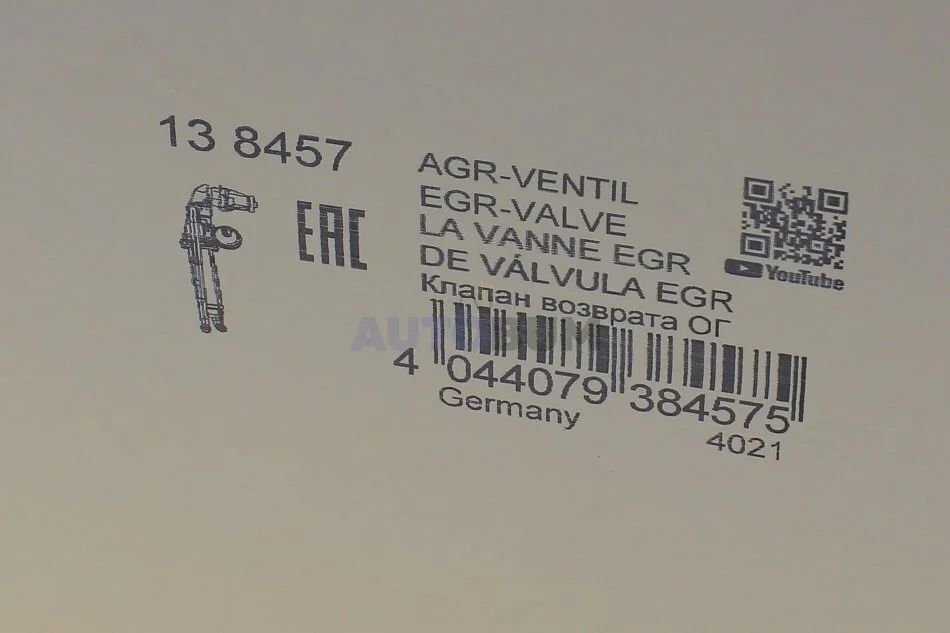 13 8457
EAC
AGR-VENTIL
EGR-VALVE
LA VANNE EGR
DE VÁLVULA EGR
Клапан возврата ОГ
YouTube
AUTOBUM
4 044079 384575
Germany
4021